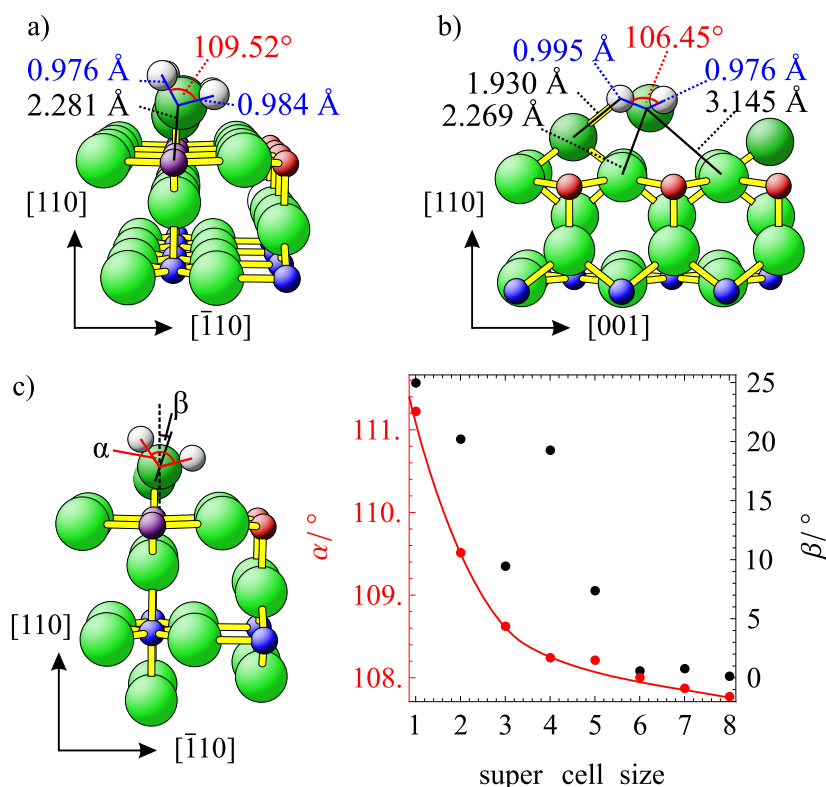 a)
109.52°
0.976 Å
2.281 Å
0.984 Å
[110]
[1̄10]
b)
0.995 Å
106.45°
1.930 Å
0.976 Å
2.269 Å
3.145 Å
[110]
[001]
c)
β
α
[110]
[1̄10]
α/ °
111.
110.
109.
108.
25
20
15
10
5
0
β/ °
1 2 3 4 5 6 7 8
super cell size